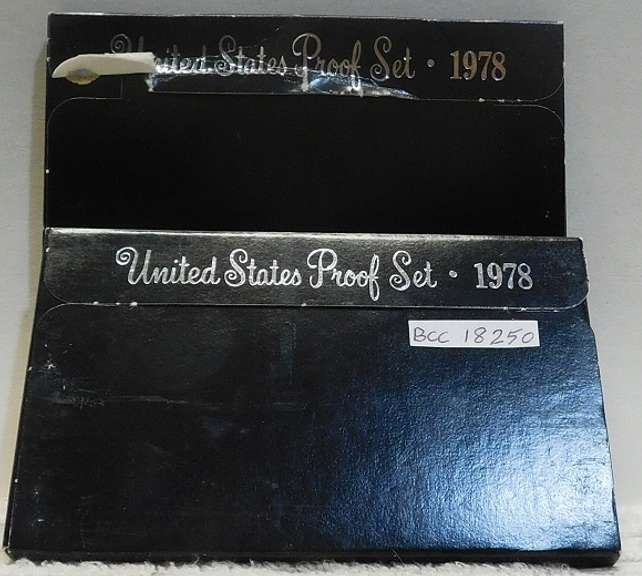 United States Proof Set · 1978
United States Proof Set · 1978
BCC 18250